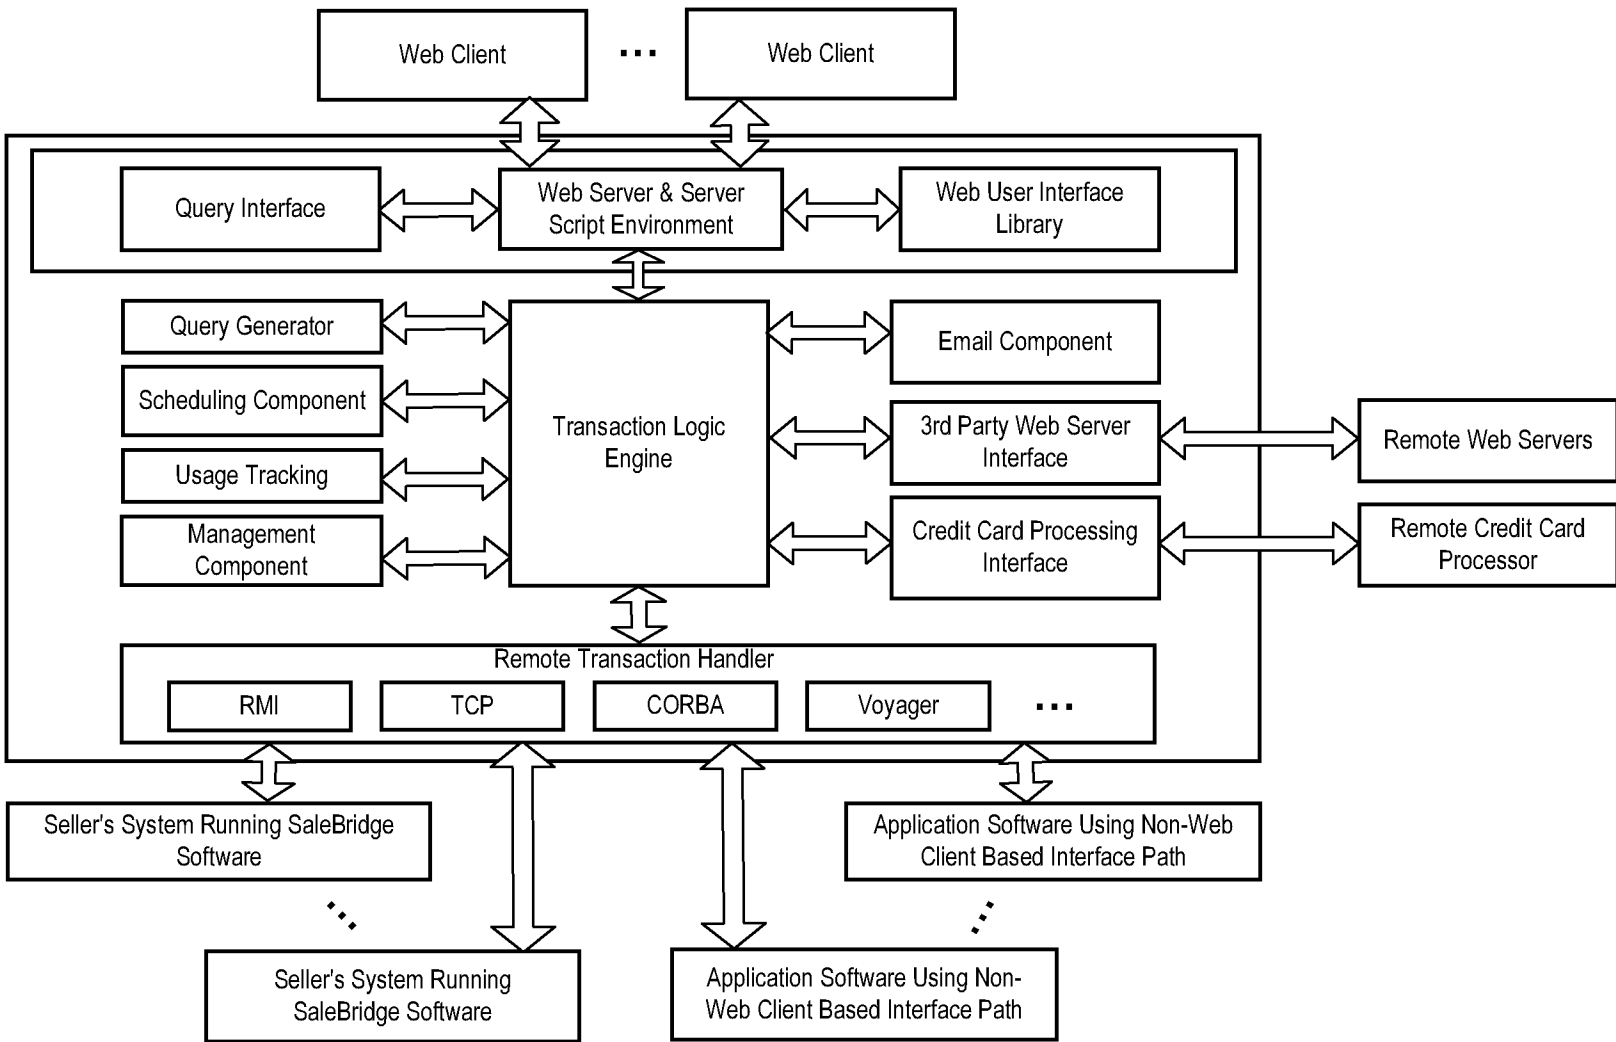 Web Client
...
Web Client
Query Interface
Web Server & Server
Script Environment
Web User Interface
Library
Query Generator
Scheduling Component
Usage Tracking
Management
Component
Transaction Logic
Engine
Email Component
3rd Party Web Server
Interface
Credit Card Processing
Interface
Remote Web Servers
Remote Credit Card
Processor
Remote Transaction Handler
RMI
TCP
CORBA
Voyager
...
Seller's System Running SaleBridge
Software
Application Software Using Non-Web
Client Based Interface Path
...
...
Seller's System Running
SaleBridge Software
Application Software Using Non-
Web Client Based Interface Path